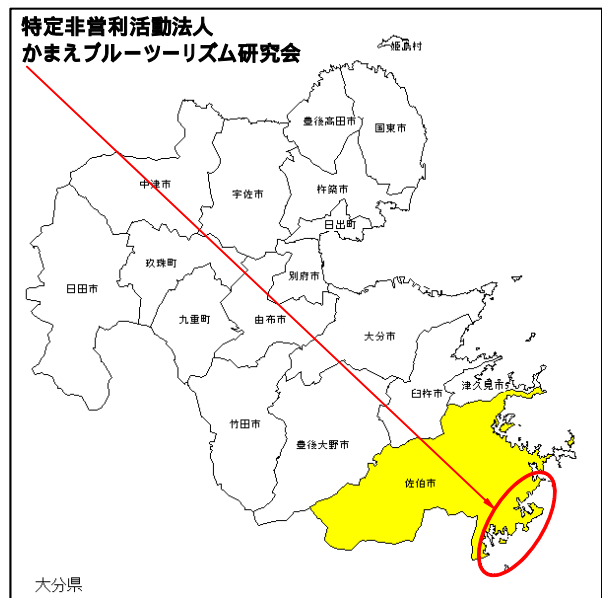 特定非営利活動法人
かまえブルーツーリズム研究会
姫島村
豊後高田市
国東市
中津市
宇佐市
杵築市
日出町
玖珠町
別府市
日田市
九重町
由布市
大分市
津久見市
臼杵市
竹田市
豊後大野市
佐伯市
大分県